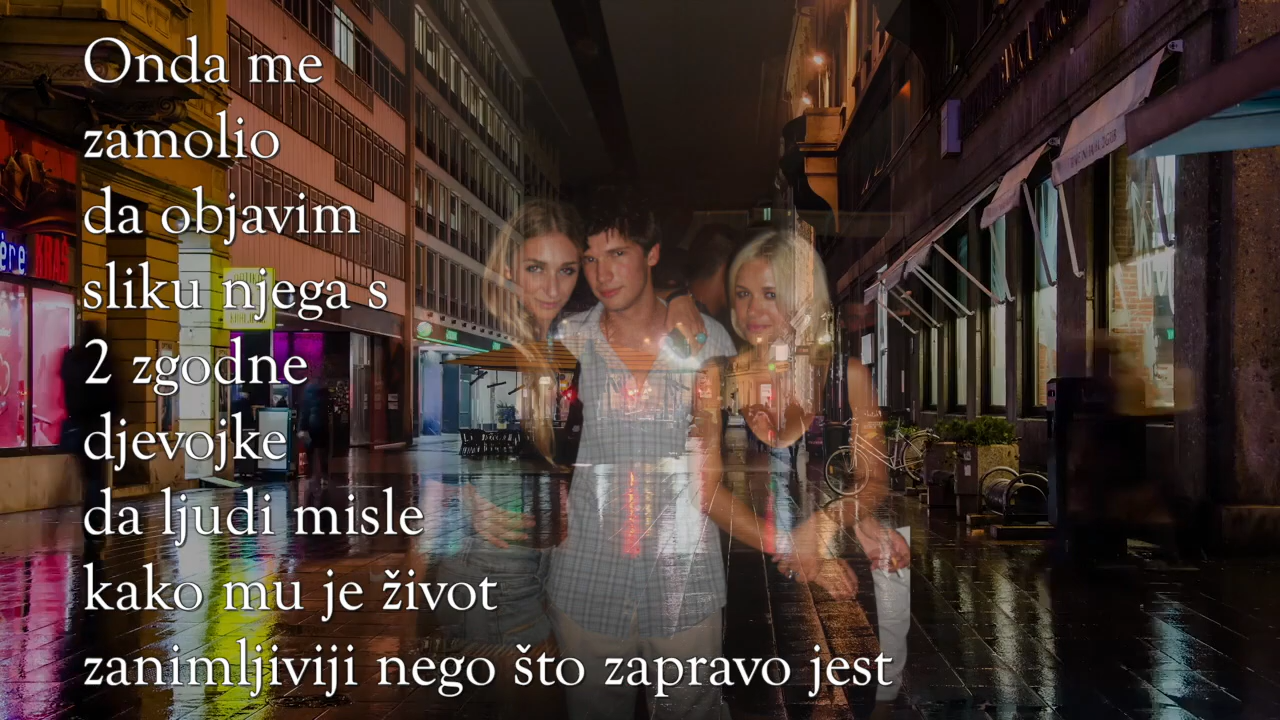 Onda me
zamolio
da objavim
sliku njega s
2 zgodne
djevojke
da ljudi misle
kako mu je život
zanimljiviji nego što zapravo jest
KRAŠ